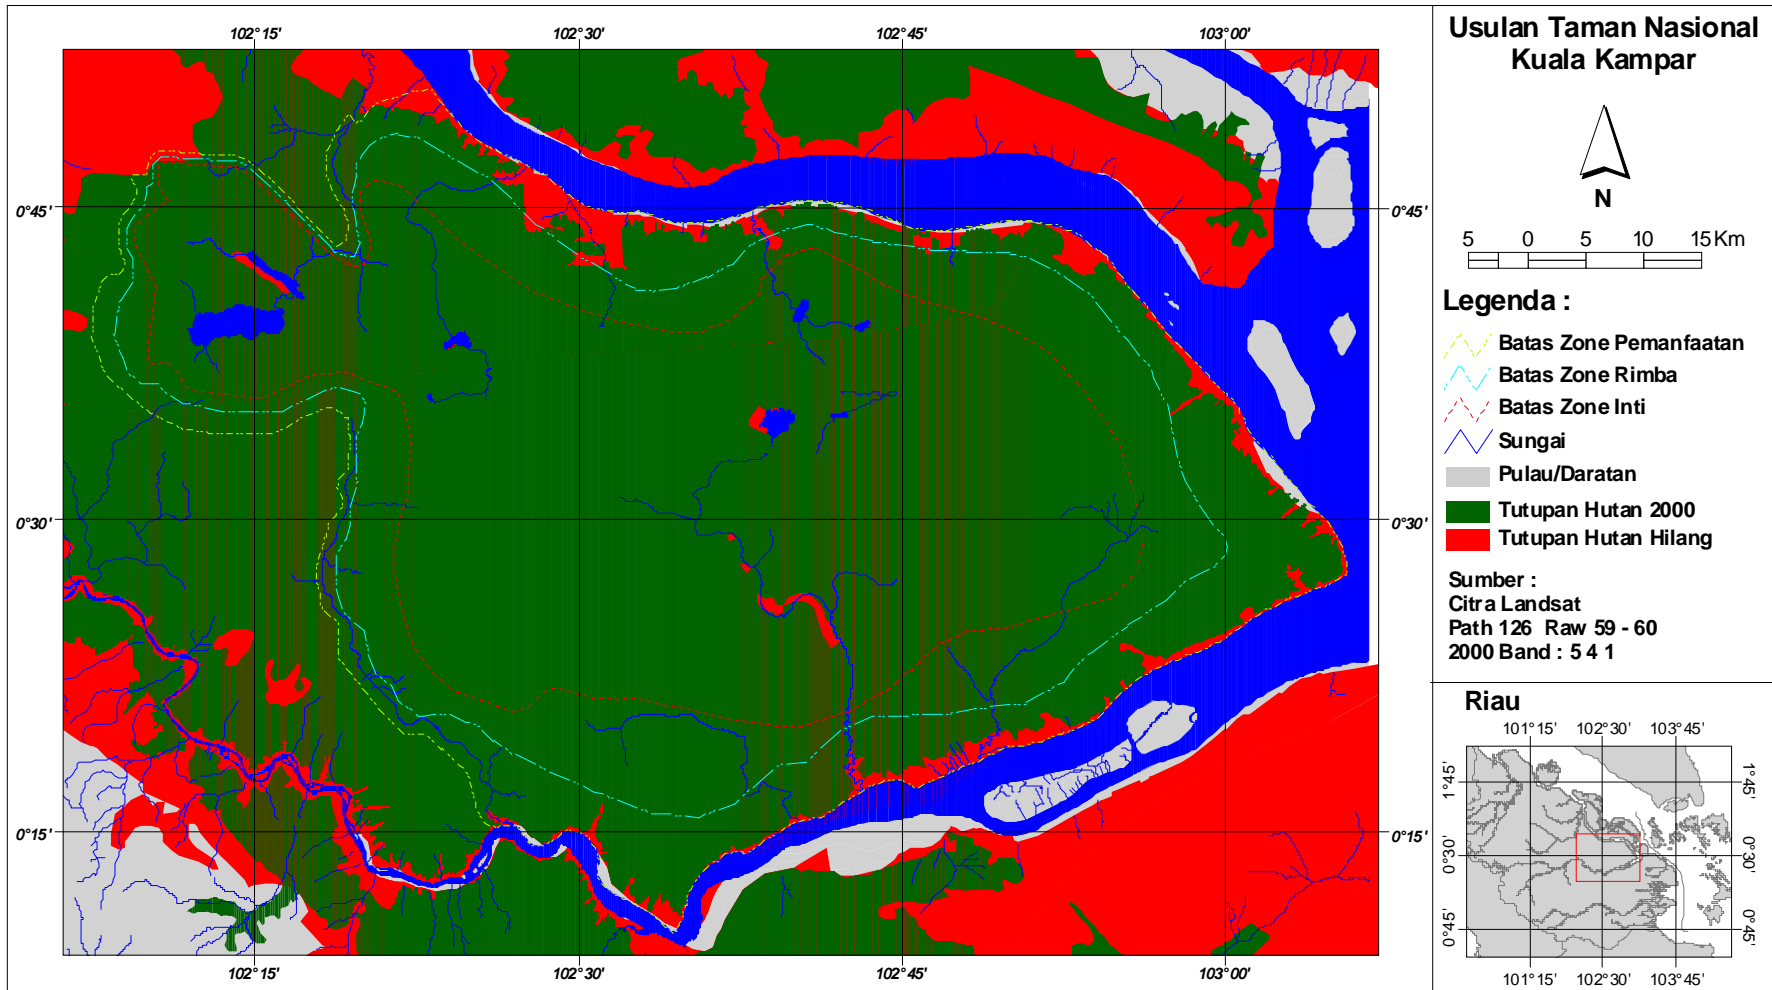 102°15'
102°30'
102°45'
103°00'
0°45'
0°45'
0°30'
0°30'
0°15'
0°15'
102°15'
102°30'
102°45'
103°00'
Usulan Taman Nasional
Kuala Kampar
N
5 0 5 10 15 Km
Legenda :
Batas Zone Pemanfaatan
Batas Zone Rimba
Batas Zone Inti
Sungai
Pulau/Daratan
Tutupan Hutan 2000
Tutupan Hutan Hilang
Sumber :
Citra Landsat
Path 126 Raw 59 - 60
2000 Band : 5 4 1
Riau
101°15' 102°30' 103°45'
1°45'
1°45'
0°30'
0°30'
0°45'
0°45'
101°15' 102°30' 103°45'